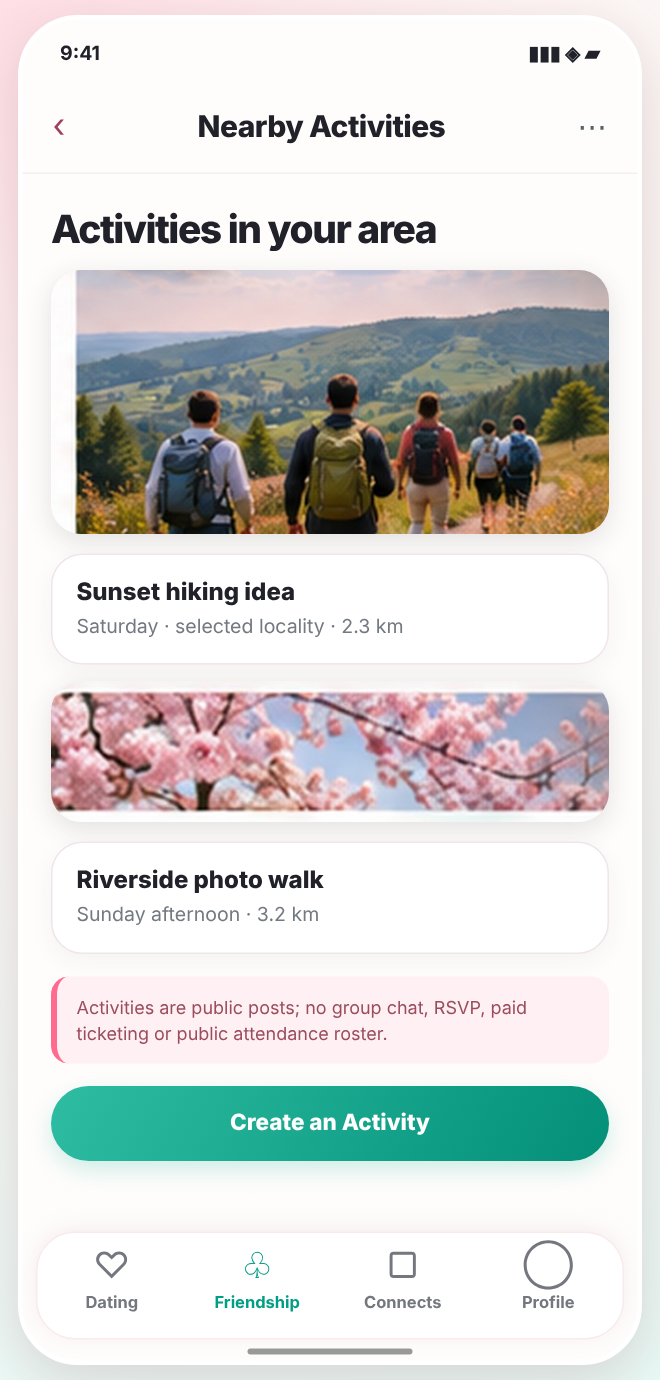 9:41
Nearby Activities
Activities in your area
Sunset hiking idea
Saturday · selected locality · 2.3 km
Riverside photo walk
Sunday afternoon · 3.2 km
Activities are public posts; no group chat, RSVP, paid
ticketing or public attendance roster.
Create an Activity
Dating Friendship Connects Profile